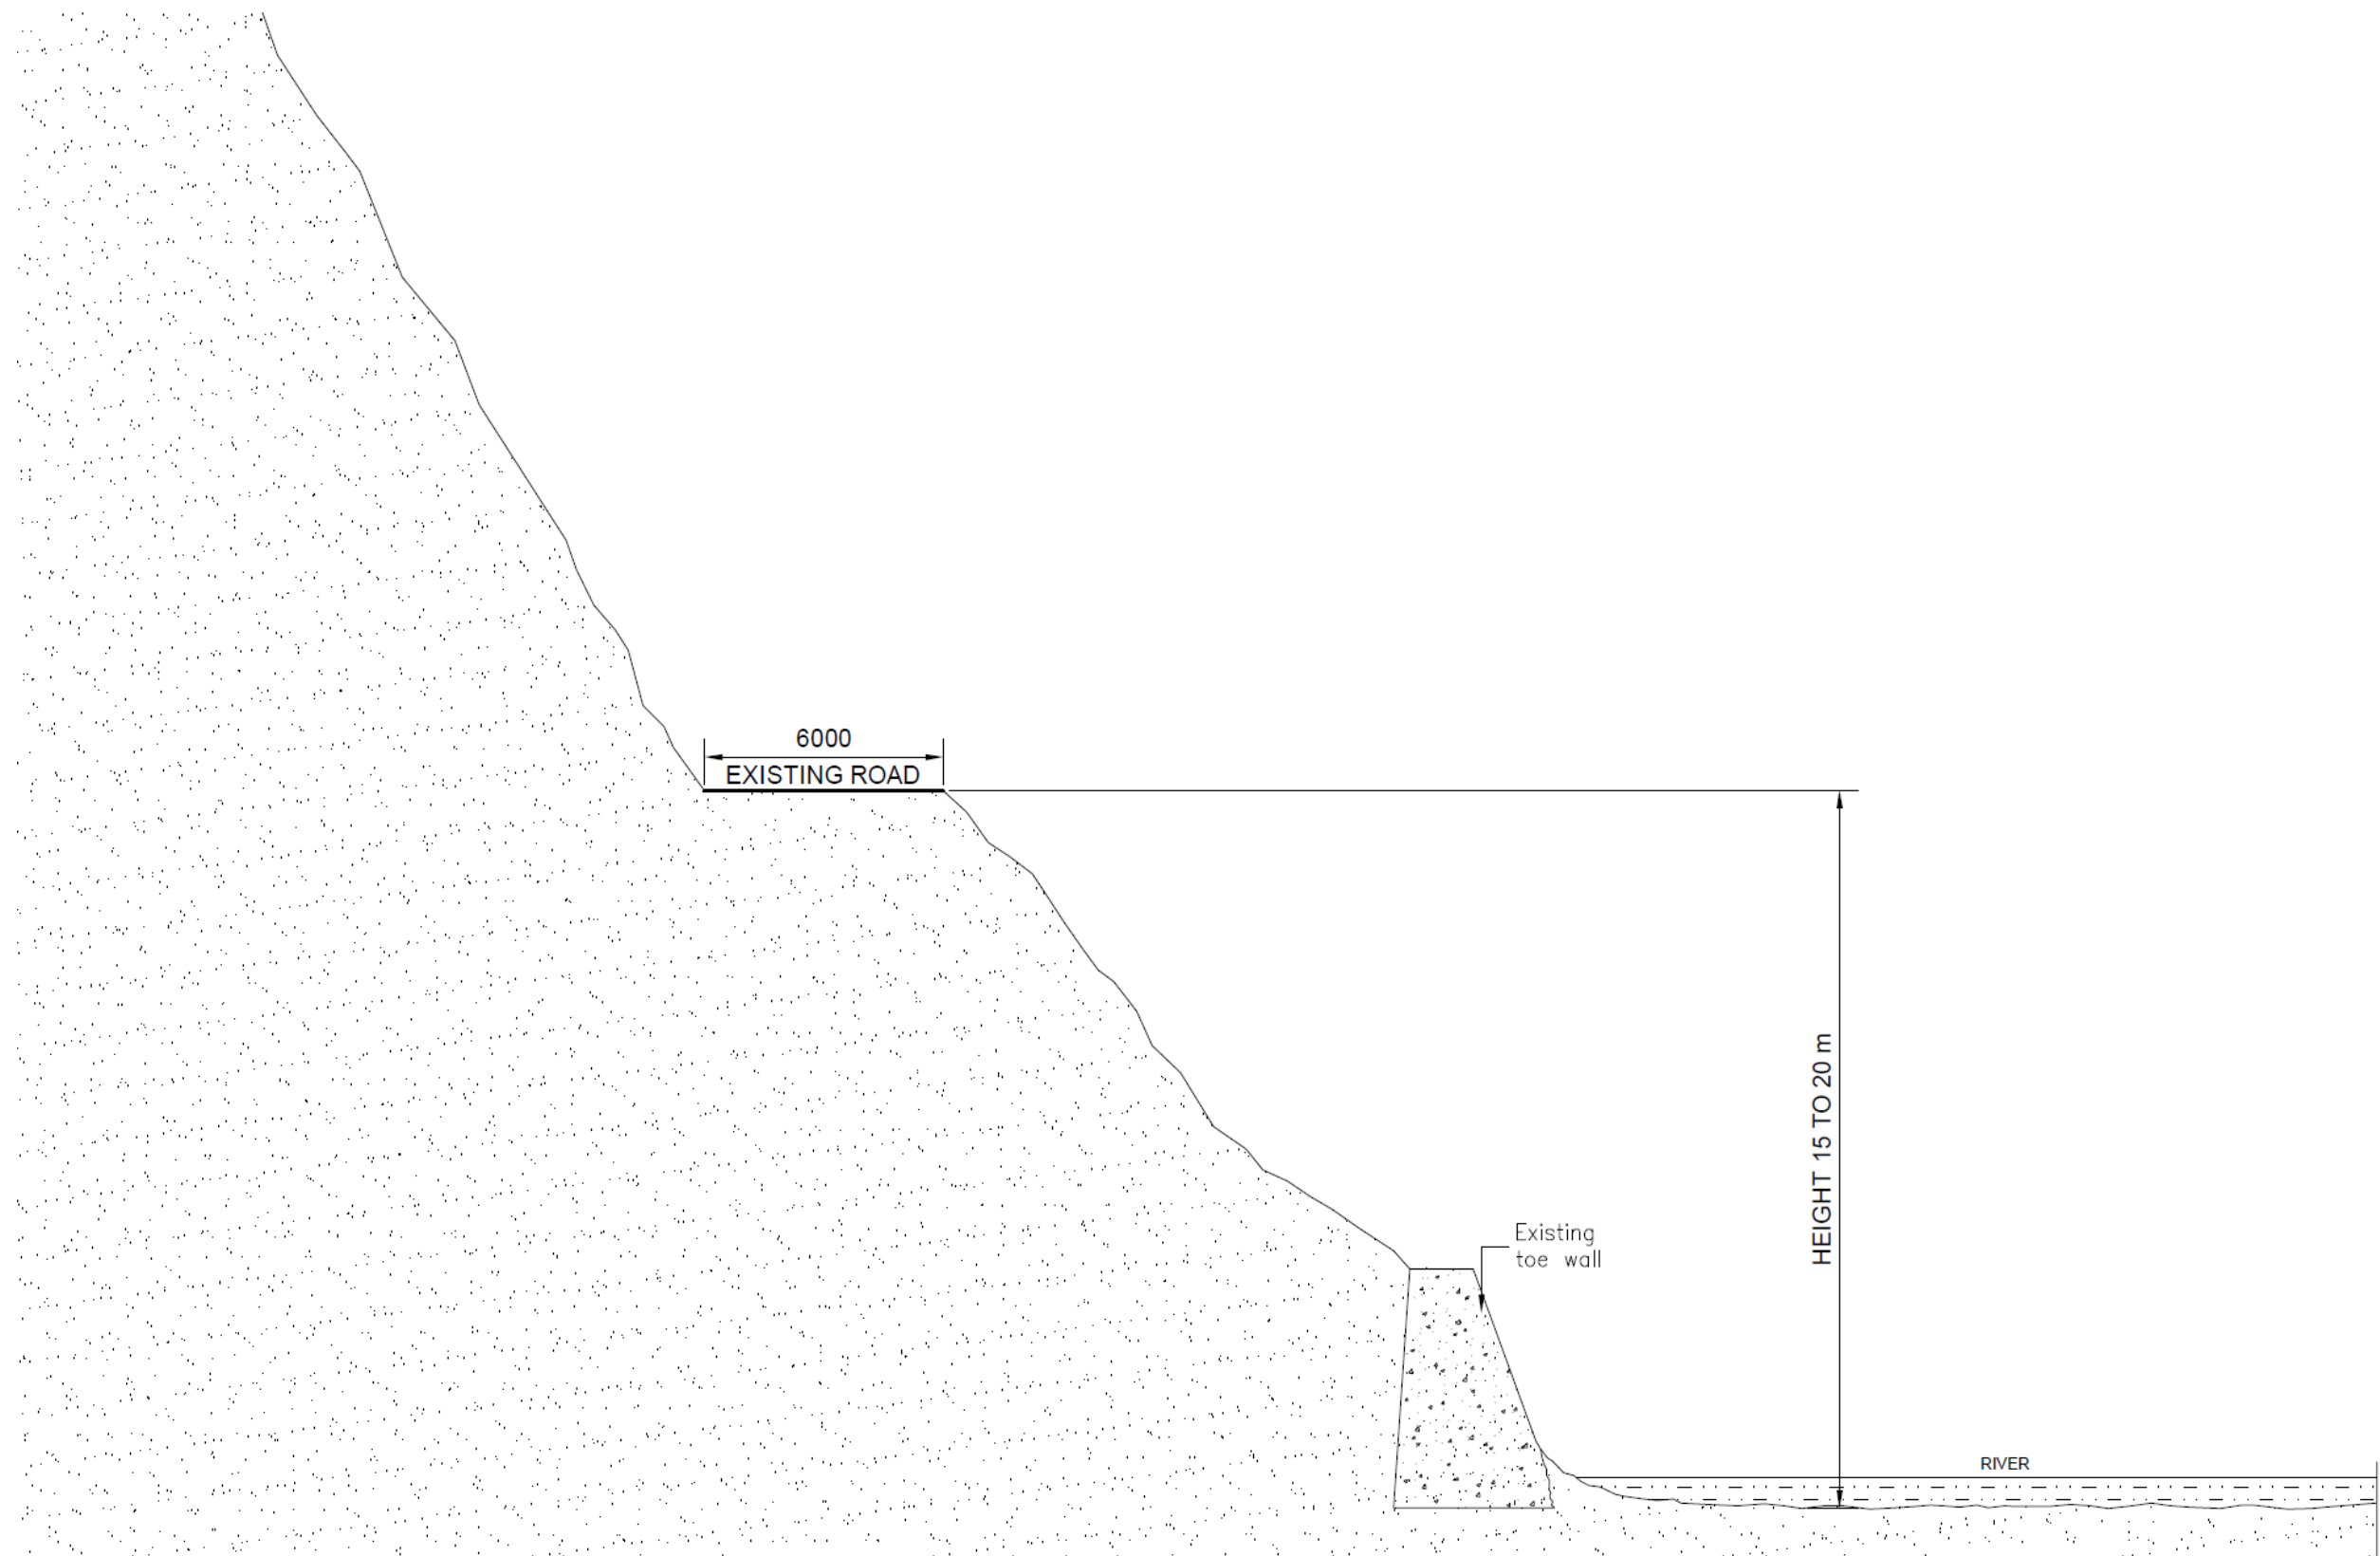 6000
EXISTING ROAD
HEIGHT 15 TO 20 m
Existing
toe wall
RIVER